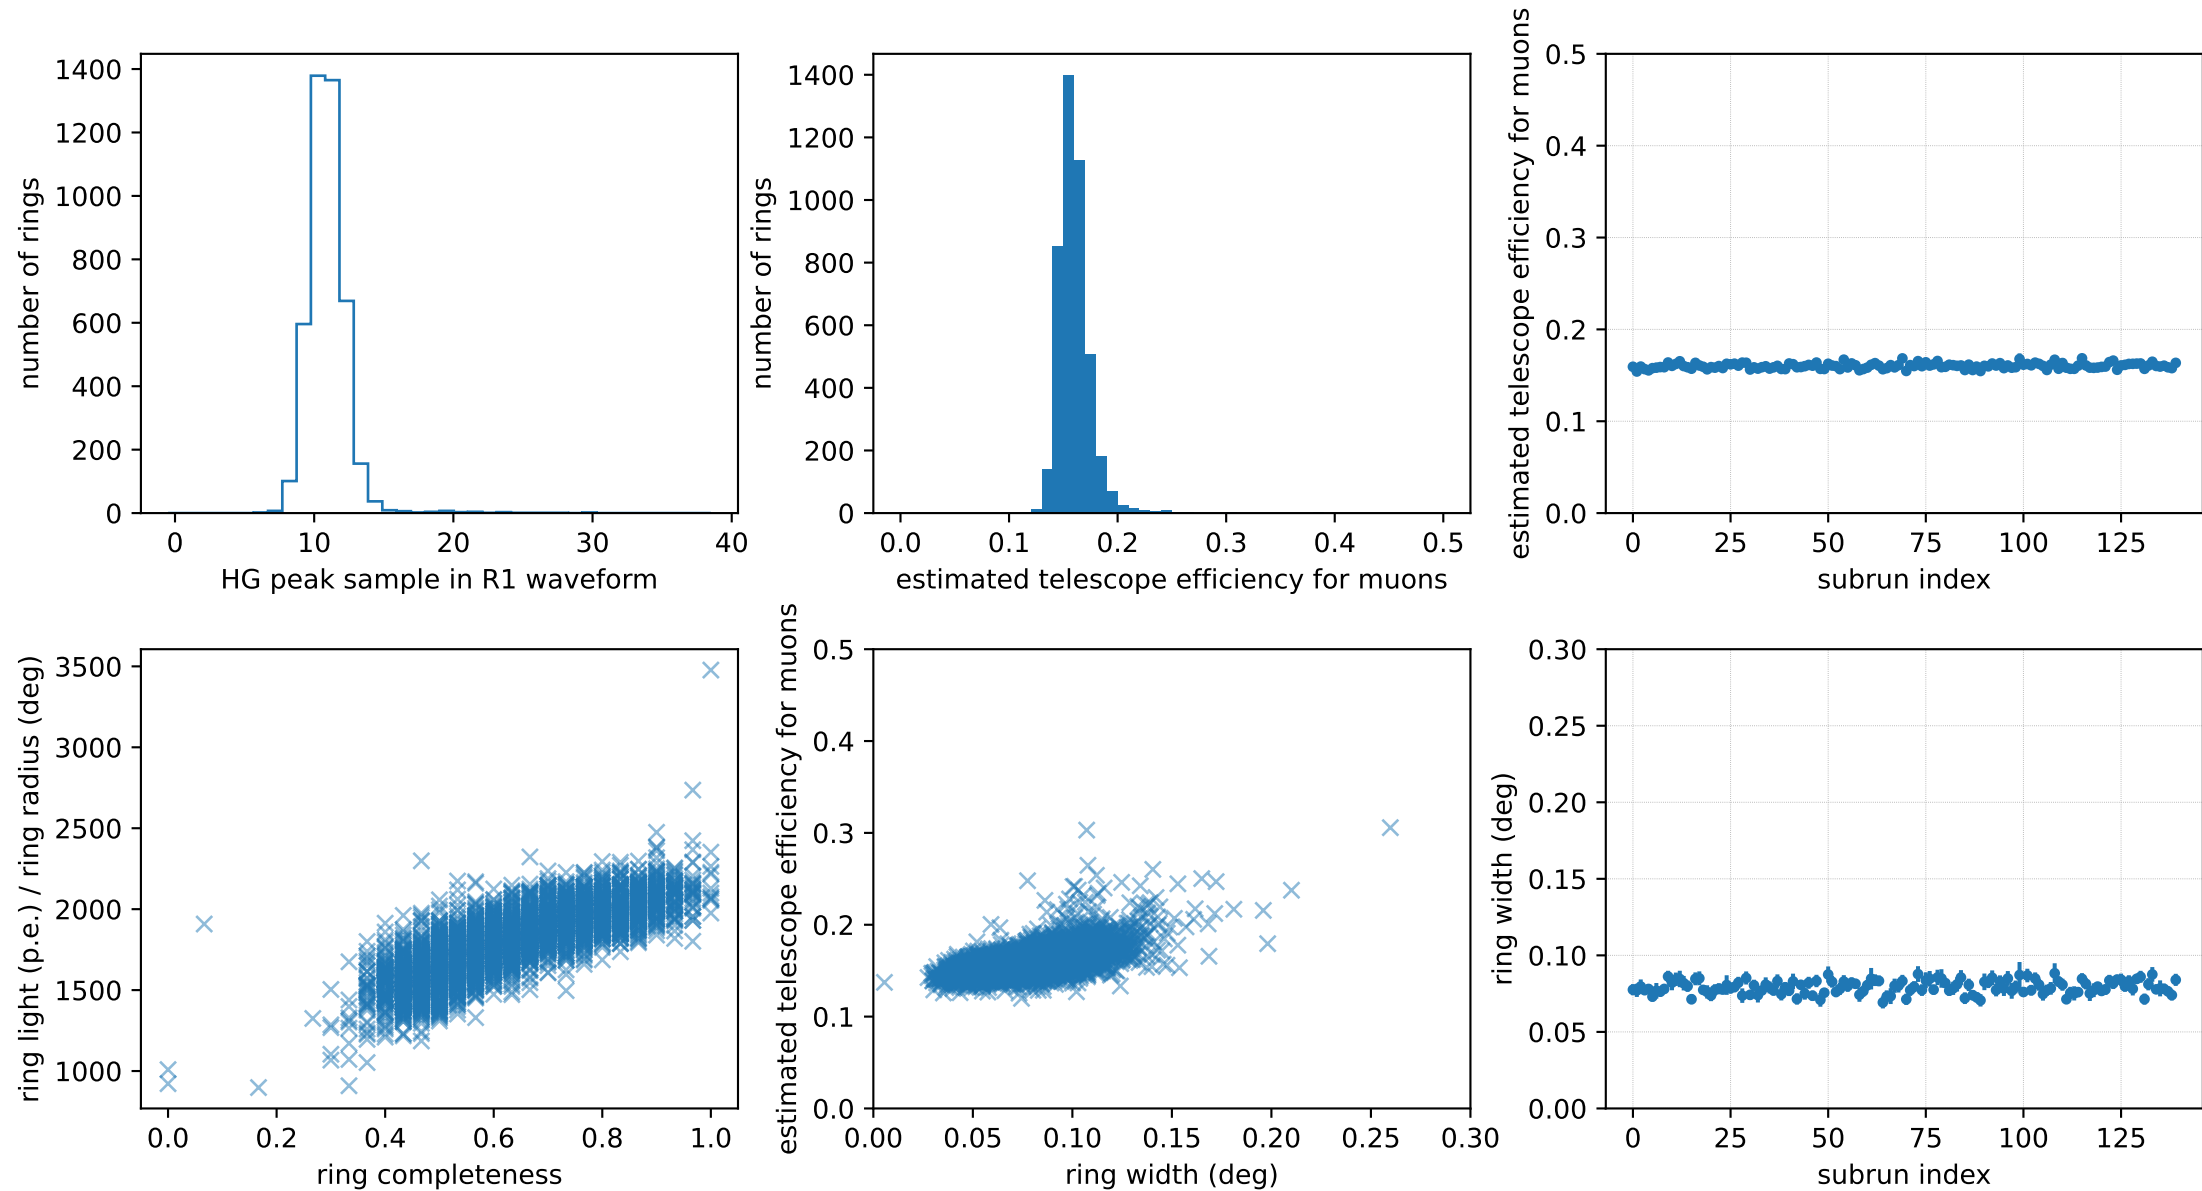 number of rings
1400
1200
1000
800
600
400
200
0
0 10 20 30 40
HG peak sample in R1 waveform
number of rings
1400
1200
1000
800
600
400
200
0
0.0 0.1 0.2 0.3 0.4 0.5
estimated telescope efficiency for muons
estimated telescope efficiency for muons
0.5
0.4
0.3
0.2
0.1
0.0
0 25 50 75 100 125
subrun index
ring light (p.e.) / ring radius (deg)
3500
3000
2500
2000
1500
1000
0.0 0.2 0.4 0.6 0.8 1.0
ring completeness
estimated telescope efficiency for muons
0.5
0.4
0.3
0.2
0.1
0.0
0.00 0.05 0.10 0.15 0.20 0.25 0.30
ring width (deg)
ring width (deg)
0.30
0.25
0.20
0.15
0.10
0.05
0.00
0 25 50 75 100 125
subrun index